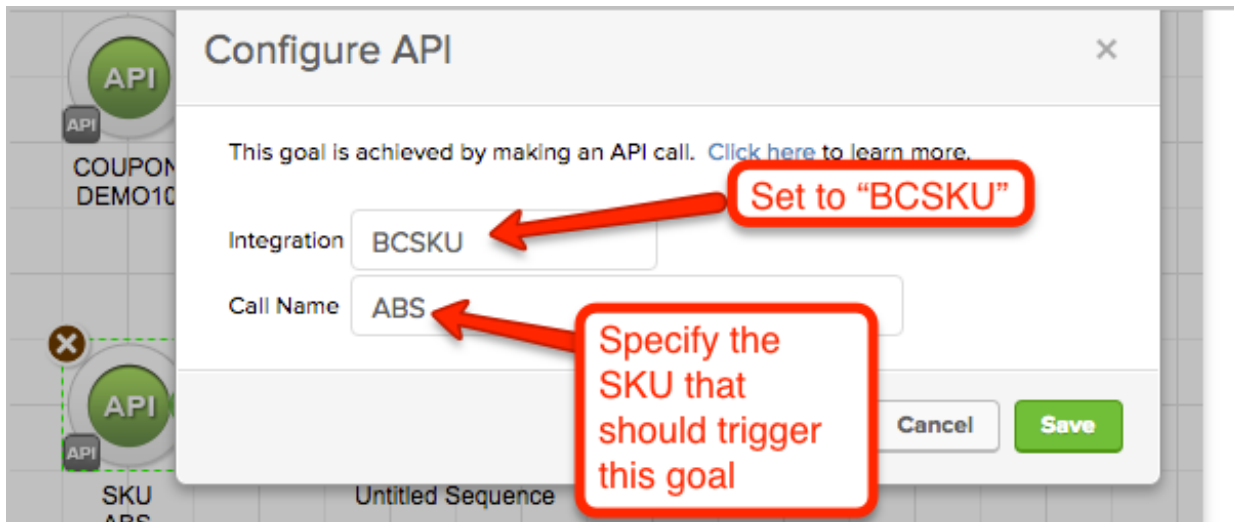 Configure API
×
API
API
COUPON
DEMO10
This goal is achieved by making an API call. Click here to learn more.
Set to “BCSKU”
Integration BCSKU
Call Name ABS
Specify the
SKU that
should trigger
this goal
API
API
Cancel
Save
SKU
ABS
Untitled Sequence